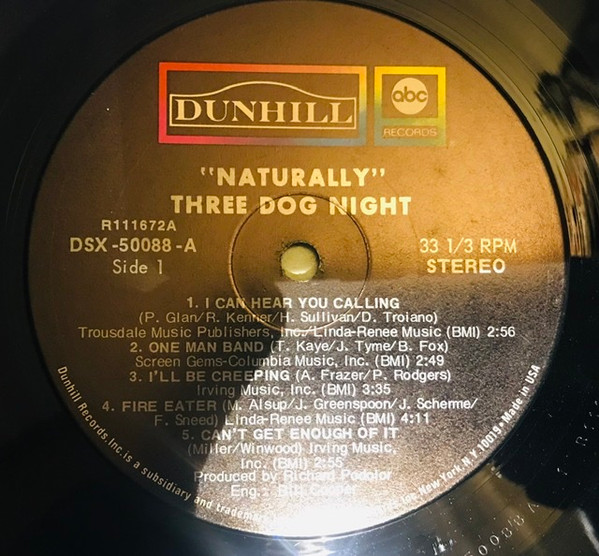 DUNHILL
abc
RECORDS
"NATURALLY"
THREE DOG NIGHT
R111672A
DSX-50088-A
Side 1
33 1/3 RPM
STEREO
1. I CAN HEAR YOU CALLING
(P. Glan/R. Kenner/H. Sullivan/D. Troiano)
Trousdale Music Publishers, Inc./Linda-Renee Music (BMI) 2:56
2. ONE MAN BAND (T. Kaye/J. Tyme/B. Fox)
Screen Gems-Columbia Music, Inc. (BMI) 2:49
3. I'LL BE CREEPING (A. Frazer/P. Rodgers)
Irving Music, Inc. (BMI) 3:35
4. FIRE EATER (M. Alsup/J. Greenspoon/J. Scherme/
F. Sneed) Linda-Renee Music (BMI) 4:11
5. CAN'T GET ENOUGH OF IT
(Miller/Winwood) Irving Music,
Inc. (BMI) 2:55
Produced by Richard Podolor
Eng.: Bill Cooper
Dunhill Records, Inc. is a subsidiary and trademark New York, N.Y. 10019 • Made in USA